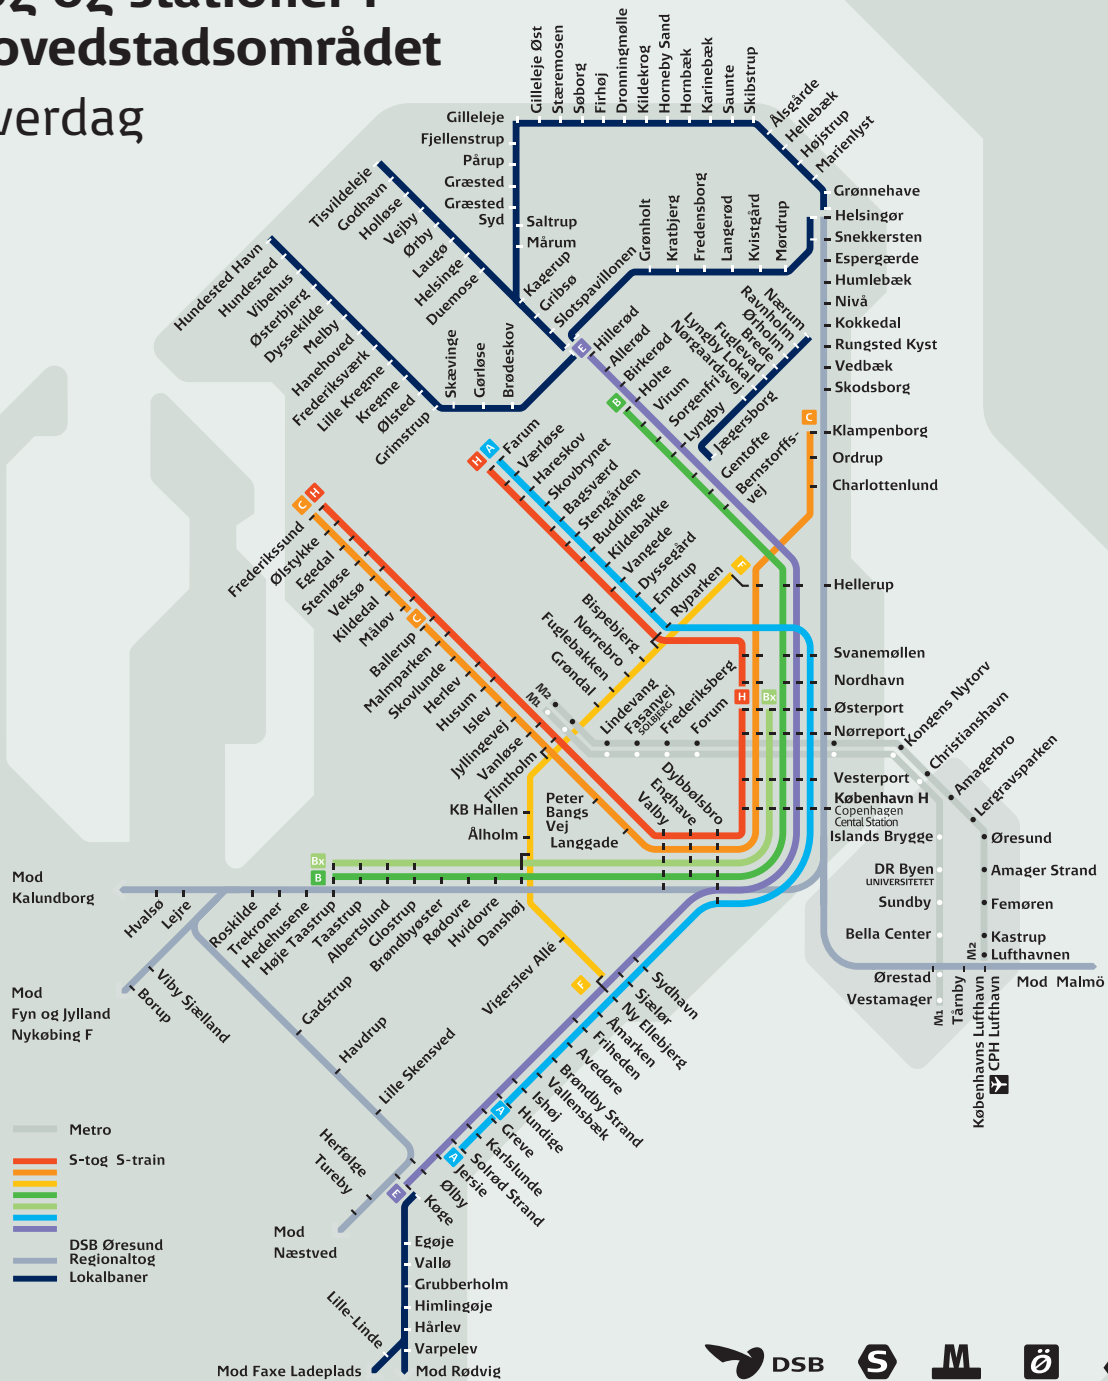 og og stationer i
ovedstadsområdet
verdag
Gilleleje Øst
Stæremosen
Søborg
Firhøj
Dronningmølle
Kildekrog
Horneby Sand
Hornbæk
Karinebæk
Saunte
Skibstrup
Ålsgårde
Hellebæk
Højstrup
Marienlyst
Gilleleje
Fjellenstrup
Pårup
Græsted
Græsted
Syd
Saltrup
Mårum
Kagerup
Gribsø
Slotspavillonen
Grønholt
Kratbjerg
Fredensborg
Langerød
Kvistgård
Mørdrup
Grønnehave
Helsingør
Snekkersten
Espergærde
Humlebæk
Nivå
Kokkedal
Rungsted Kyst
Vedbæk
Skodsborg
Klampenborg
Ordrup
Charlottenlund
Hellerup
Svanemøllen
Nordhavn
Østerport
Nørreport
Vesterport
København H
Copenhagen
Cental Station
Tisvildeleje
Godhavn
Holløse
Vejby
Ørby
Laugø
Helsinge
Duemose
Hundested Havn
Hundested
Vibehus
Østerbjerg
Dyssekilde
Melby
Hanehoved
Frederiksværk
Lille Kregme
Kregme
Ølsted
Grimstrup
Skævinge
Gørløse
Brødeskov
E
Hillerød
Allerød
Birkerød
B
Holte
Virum
Sorgenfri
Lyngby
Jægersborg
Gentofte
Bernstorffs-
vej
Nærum
Ravnholm
Ørholm
Brede
Fuglevad
Lyngby Lokal
Nørgaardsvej
C
H
A
Farum
Værløse
Hareskov
Skovbrynet
Bagsværd
Stengården
Buddinge
Kildebakke
Vangede
Dyssegård
Emdrup
Ryparken
F
Bispebjerg
Nørrebro
Fuglebakken
Grøndal
C
H
Frederikssund
Ølstykke
Egedal
Stenløse
Veksø
Kildedal
Måløv
C
Ballerup
Malmparken
Skovlunde
Herlev
Husum
Islev
Jyllingevej
Vanløse
Flintholm
M2
M1
Lindevang
Fasanvej
SOLBJERG
Frederiksberg
Forum
H
Bx
KB Hallen
Ålholm
Peter
Bangs
Vej
Langgade
Valby
Enghave
Dybbølsbro
Kongens Nytorv
Christianshavn
Amagerbro
Lergravsparken
Islands Brygge
DR Byen
UNIVERSITETET
Sundby
Bella Center
Ørestad
Vestamager
M1
Øresund
Amager Strand
Femøren
Kastrup
Lufthavnen
M2
Tårnby
Københavns Lufthavn
CPH Lufthavn
Mod Malmö
Bx
B
Mod
Kalundborg
Hvalsø
Lejre
Roskilde
Trekroner
Hedehusene
Høje Taastrup
Taastrup
Albertslund
Glostrup
Brøndbyøster
Rødovre
Hvidovre
Danshøj
Vigerslev Allé
F
Mod
Fyn og Jylland
Nykøbing F
Viby Sjælland
Borup
Gadstrup
Havdrup
Lille Skensved
Herfølge
Tureby
Mod
Næstved
Sydhavn
Sjælør
Ny Ellebjerg
Åmarken
Friheden
Avedøre
Brøndby Strand
Vallensbæk
Ishøj
Hundige
A
Greve
Karlslunde
Solrød Strand
A
Jersie
Ølby
E
Køge
Egøje
Vallø
Grubberholm
Himlingøje
Hårlev
Varpelev
Lille-Linde
Mod Faxe Ladeplads
Mod Rødvig
Metro
S-tog S-train
DSB Øresund
Regionaltog
Lokalbaner
DSB
S
M
Ö